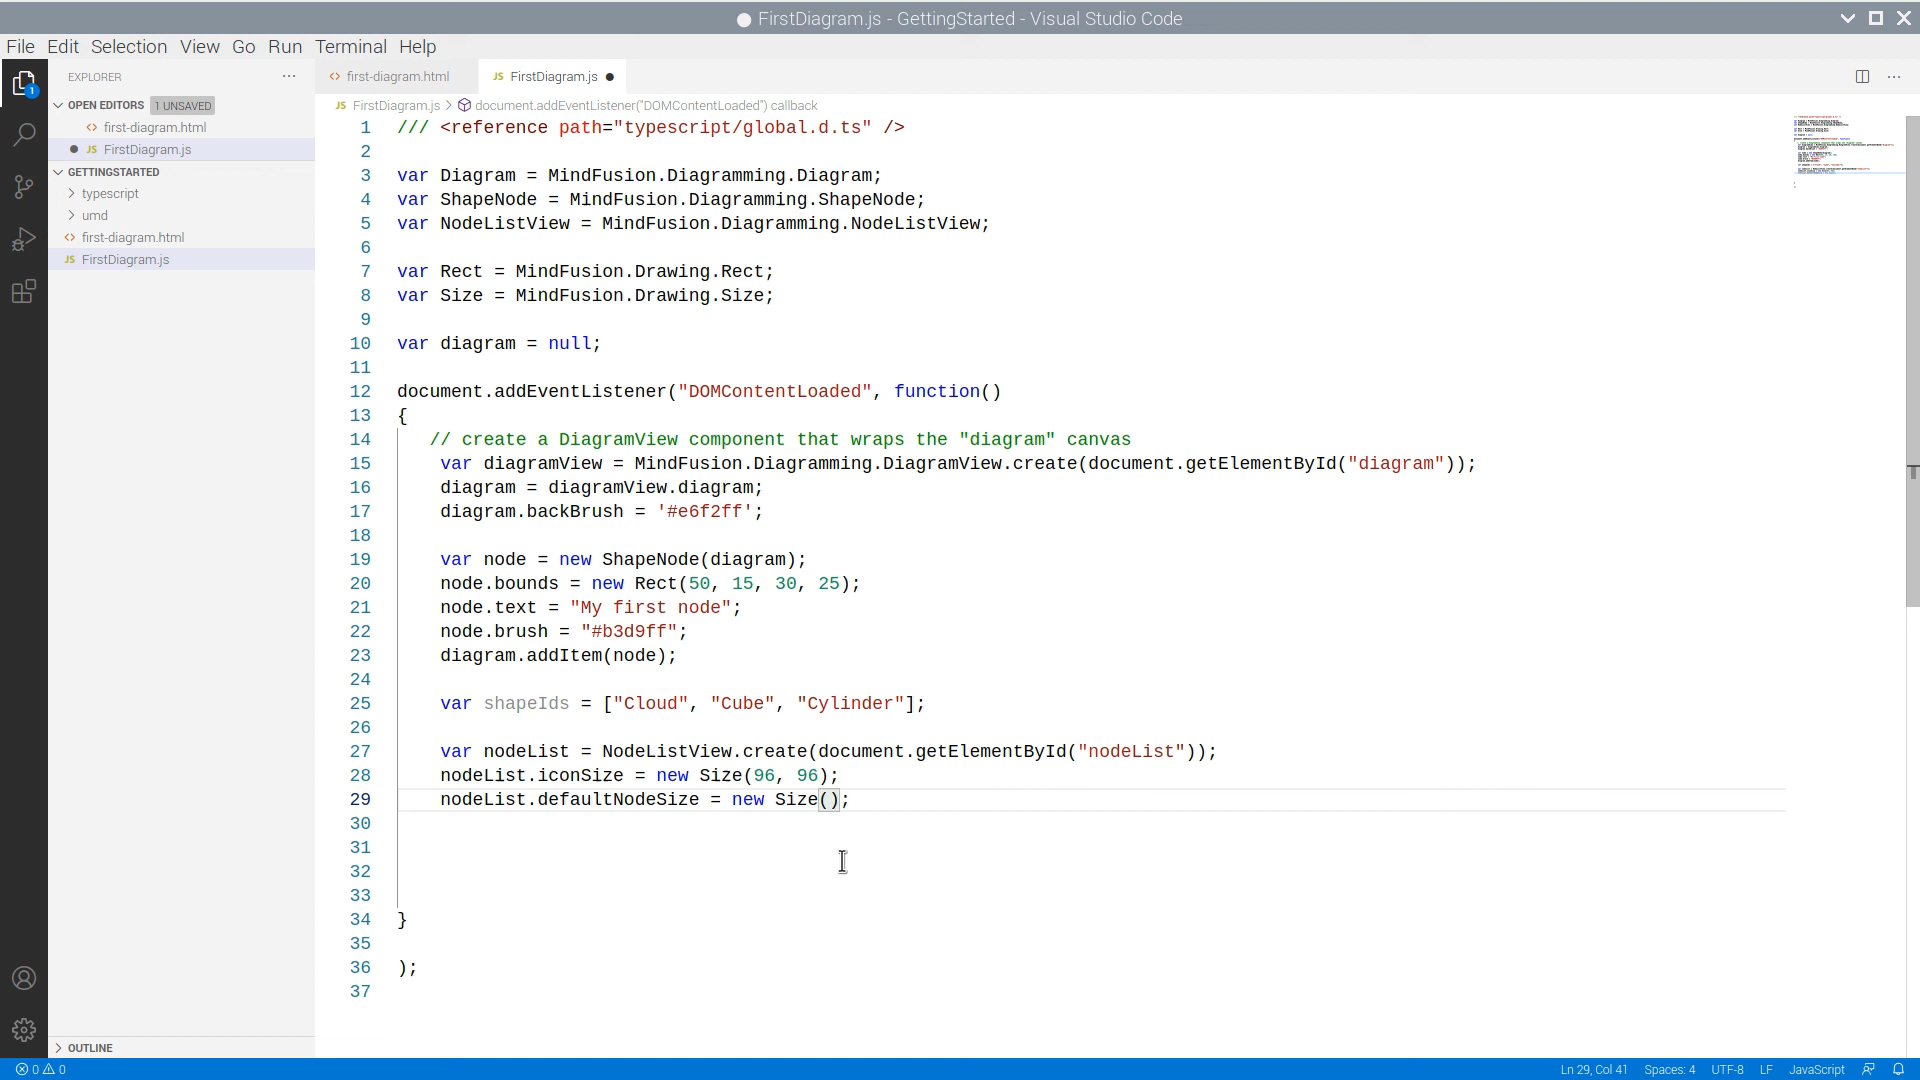 FirstDiagram.js - GettingStarted - Visual Studio Code
File Edit Selection View Go Run Terminal Help
EXPLORER
OPEN EDITORS 1 UNSAVED
first-diagram.html
JS FirstDiagram.js
GETTINGSTARTED
typescript
umd
first-diagram.html
JS FirstDiagram.js
OUTLINE
1
first-diagram.html JS FirstDiagram.js
JS FirstDiagram.js > document.addEventListener("DOMContentLoaded") callback
1 /// <reference path="typescript/global.d.ts" />
2
3 var Diagram = MindFusion.Diagramming.Diagram;
4 var ShapeNode = MindFusion.Diagramming.ShapeNode;
5 var NodeListView = MindFusion.Diagramming.NodeListView;
6
7 var Rect = MindFusion.Drawing.Rect;
8 var Size = MindFusion.Drawing.Size;
9
10 var diagram = null;
11
12 document.addEventListener("DOMContentLoaded", function()
13 {
14 // create a DiagramView component that wraps the "diagram" canvas
15 var diagramView = MindFusion.Diagramming.DiagramView.create(document.getElementById("diagram"));
16 diagram = diagramView.diagram;
17 diagram.backBrush = '#e6f2ff';
18
19 var node = new ShapeNode(diagram);
20 node.bounds = new Rect(50, 15, 30, 25);
21 node.text = "My first node";
22 node.brush = "#b3d9ff";
23 diagram.addItem(node);
24
25 var shapeIds = ["Cloud", "Cube", "Cylinder"];
26
27 var nodeList = NodeListView.create(document.getElementById("nodeList"));
28 nodeList.iconSize = new Size(96, 96);
29 nodeList.defaultNodeSize = new Size();
30
31
32
33
34 }
35
36 );
37
0 0 Ln 29, Col 41 Spaces: 4 UTF-8 LF JavaScript